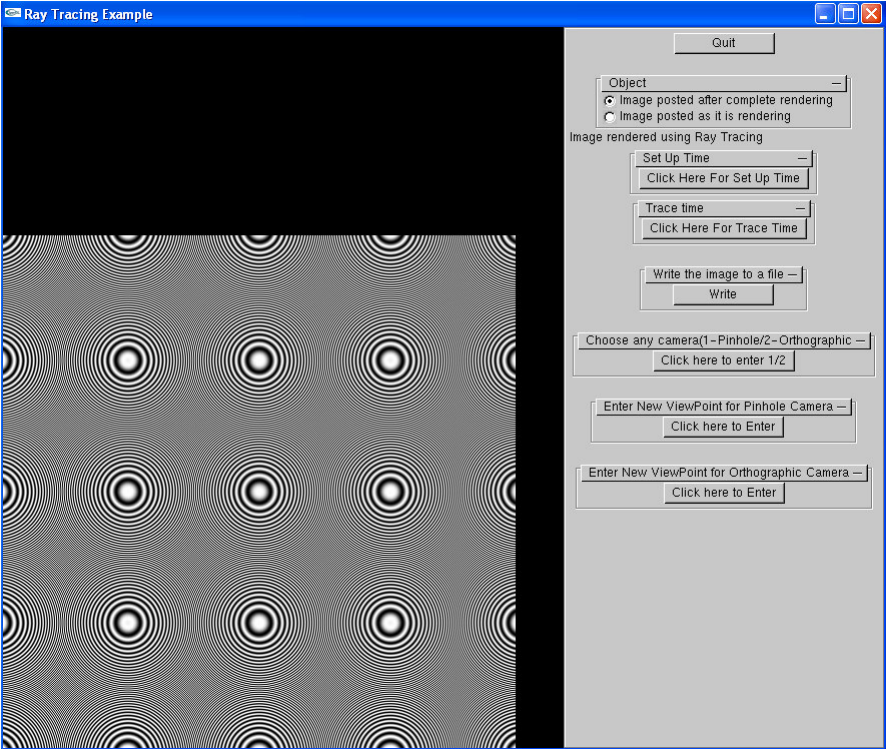 Ray Tracing Example
Quit
Object
Image posted after complete rendering
Image posted as it is rendering
Image rendered using Ray Tracing
Set Up Time
Click Here For Set Up Time
Trace time
Click Here For Trace Time
Write the image to a file
Write
Choose any camera(1-Pinhole/2-Orthographic
Click here to enter 1/2
Enter New ViewPoint for Pinhole Camera
Click here to Enter
Enter New ViewPoint for Orthographic Camera
Click here to Enter